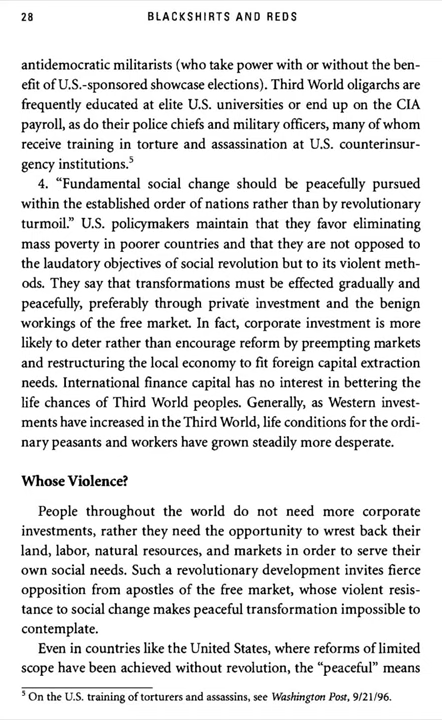 28 BLACKSHIRTS AND REDS
antidemocratic militarists (who take power with or without the ben-
efit of U.S.-sponsored showcase elections). Third World oligarchs are
frequently educated at elite U.S. universities or end up on the CIA
payroll, as do their police chiefs and military officers, many of whom
receive training in torture and assassination at U.S. counterinsur-
gency institutions.⁵
4. “Fundamental social change should be peacefully pursued
within the established order of nations rather than by revolutionary
turmoil.” U.S. policymakers maintain that they favor eliminating
mass poverty in poorer countries and that they are not opposed to
the laudatory objectives of social revolution but to its violent meth-
ods. They say that transformations must be effected gradually and
peacefully, preferably through private investment and the benign
workings of the free market. In fact, corporate investment is more
likely to deter rather than encourage reform by preempting markets
and restructuring the local economy to fit foreign capital extraction
needs. International finance capital has no interest in bettering the
life chances of Third World peoples. Generally, as Western invest-
ments have increased in the Third World, life conditions for the ordi-
nary peasants and workers have grown steadily more desperate.
Whose Violence?
People throughout the world do not need more corporate
investments, rather they need the opportunity to wrest back their
land, labor, natural resources, and markets in order to serve their
own social needs. Such a revolutionary development invites fierce
opposition from apostles of the free market, whose violent resis-
tance to social change makes peaceful transformation impossible to
contemplate.
Even in countries like the United States, where reforms of limited
scope have been achieved without revolution, the “peaceful” means
⁵ On the U.S. training of torturers and assassins, see Washington Post, 9/21/96.